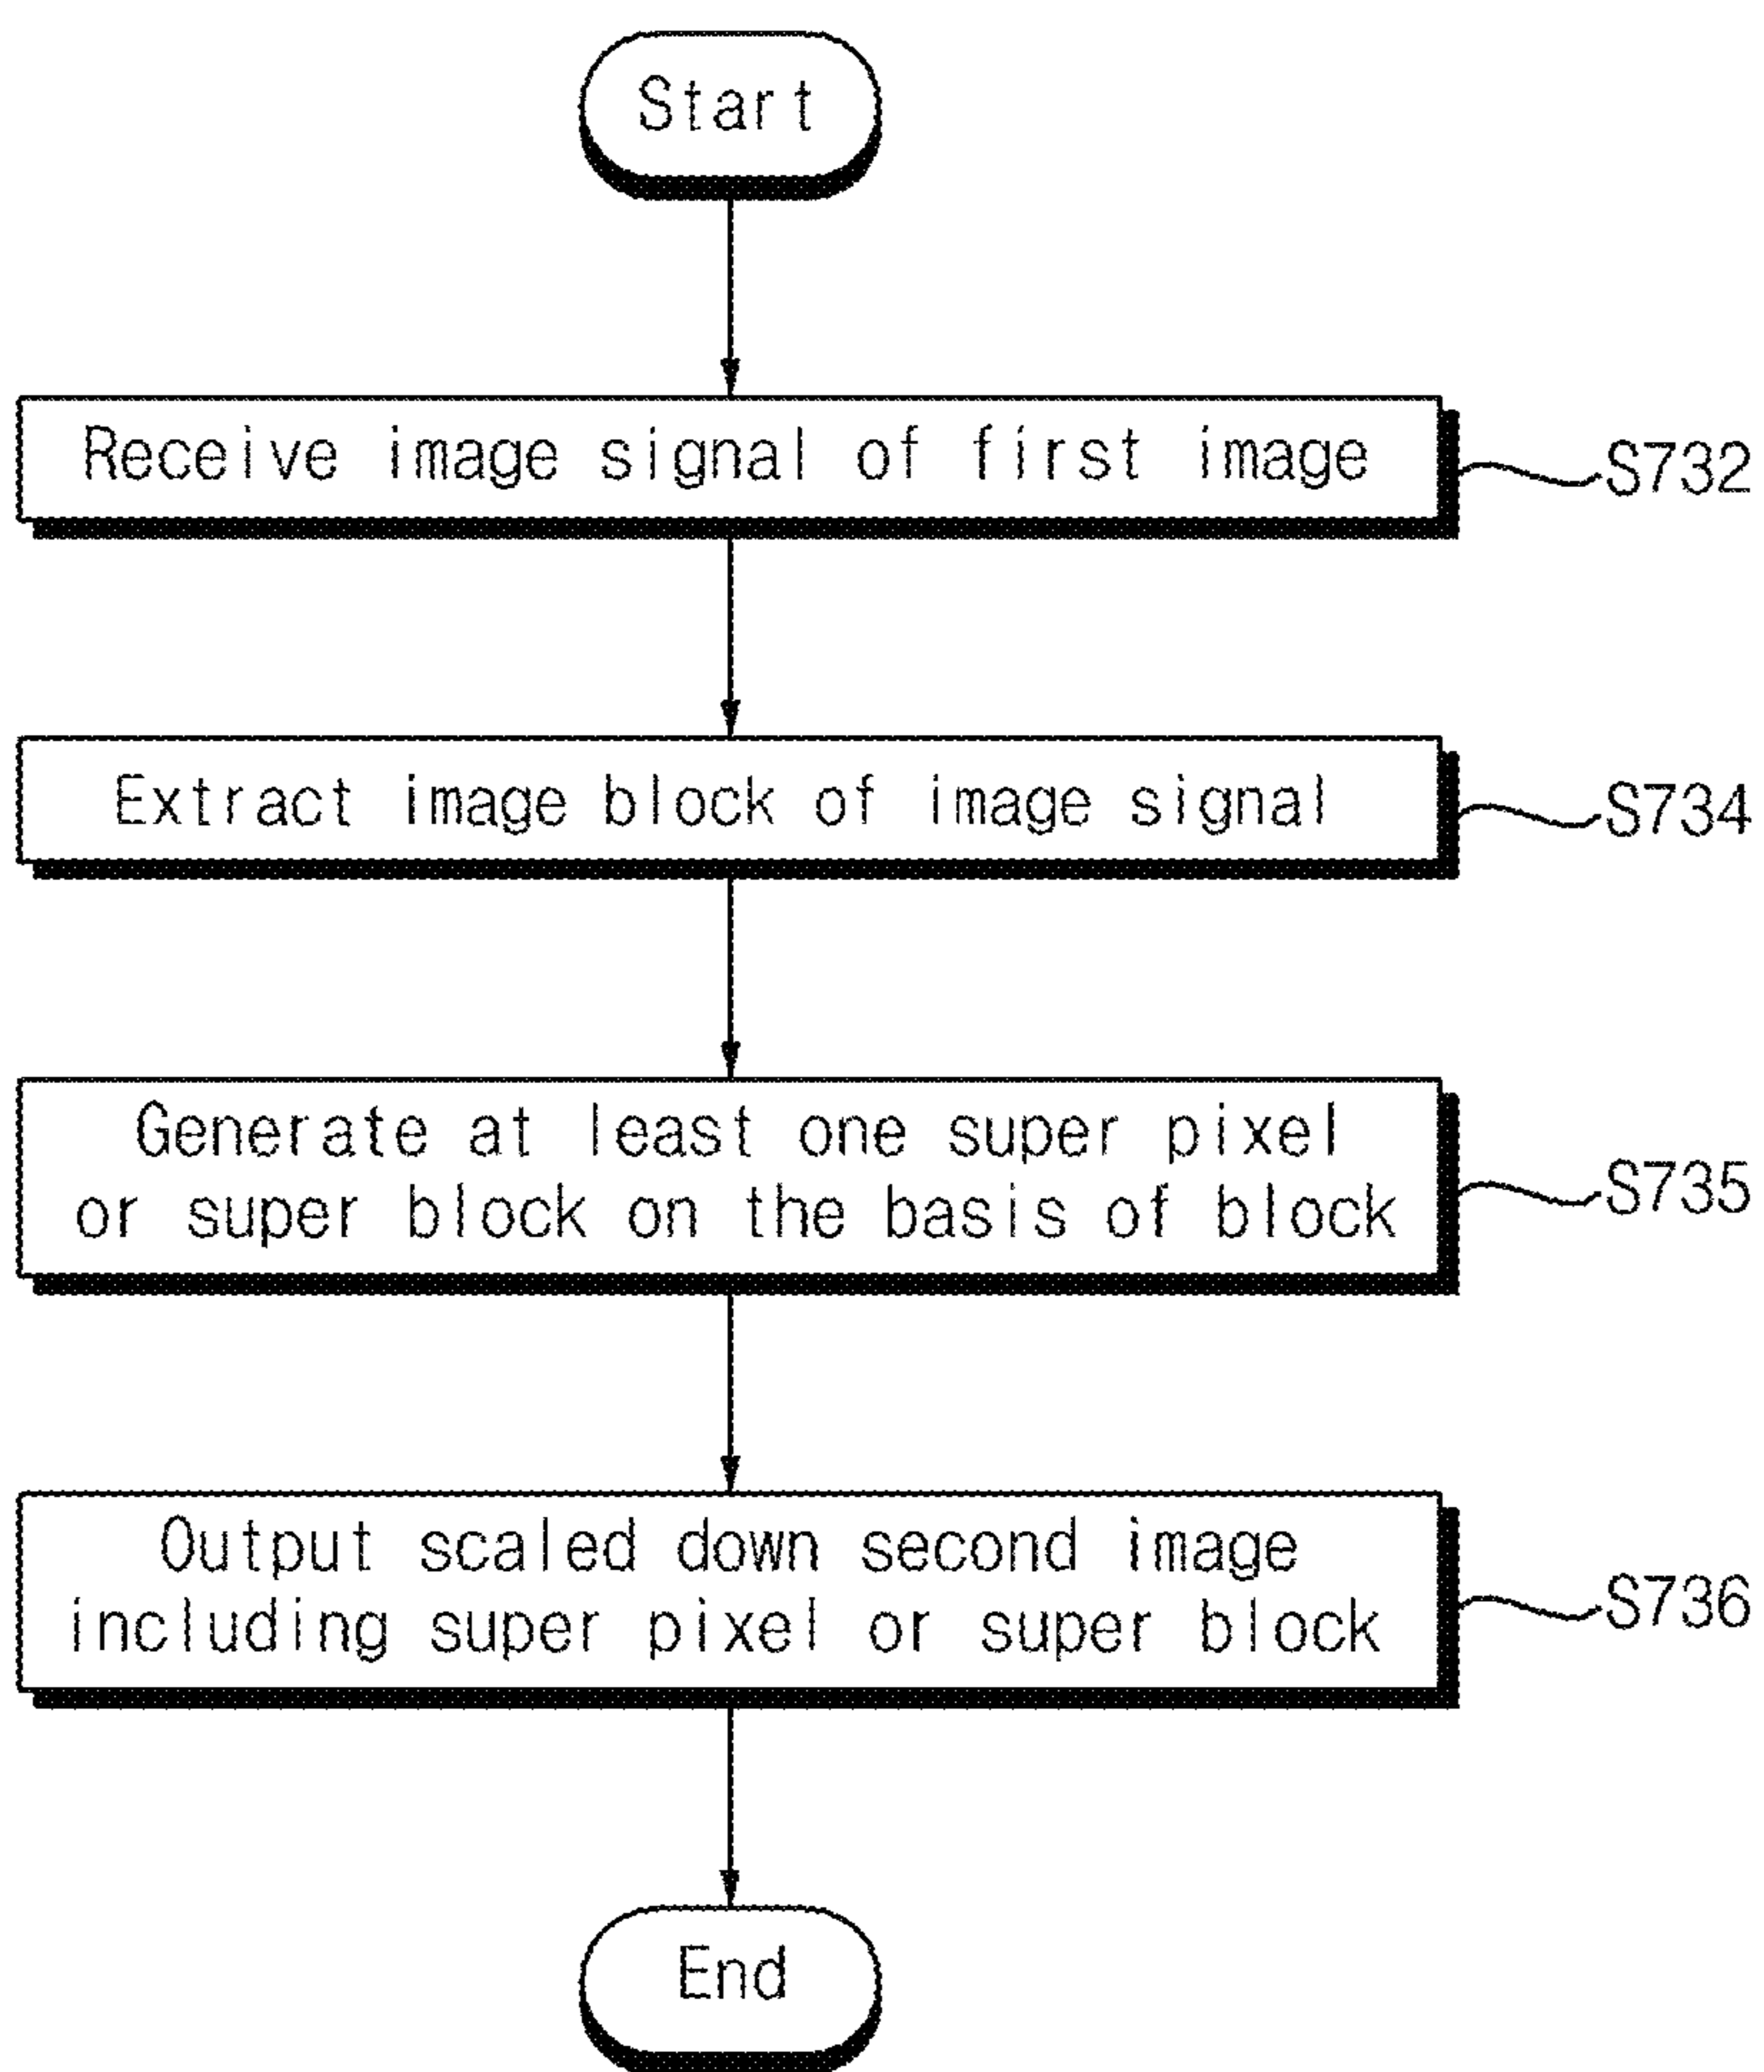 Start
Receive image signal of first image
S732
Extract image block of image signal
S734
Generate at least one super pixel
or super block on the basis of block
S735
Output scaled down second image
including super pixel or super block
S736
End